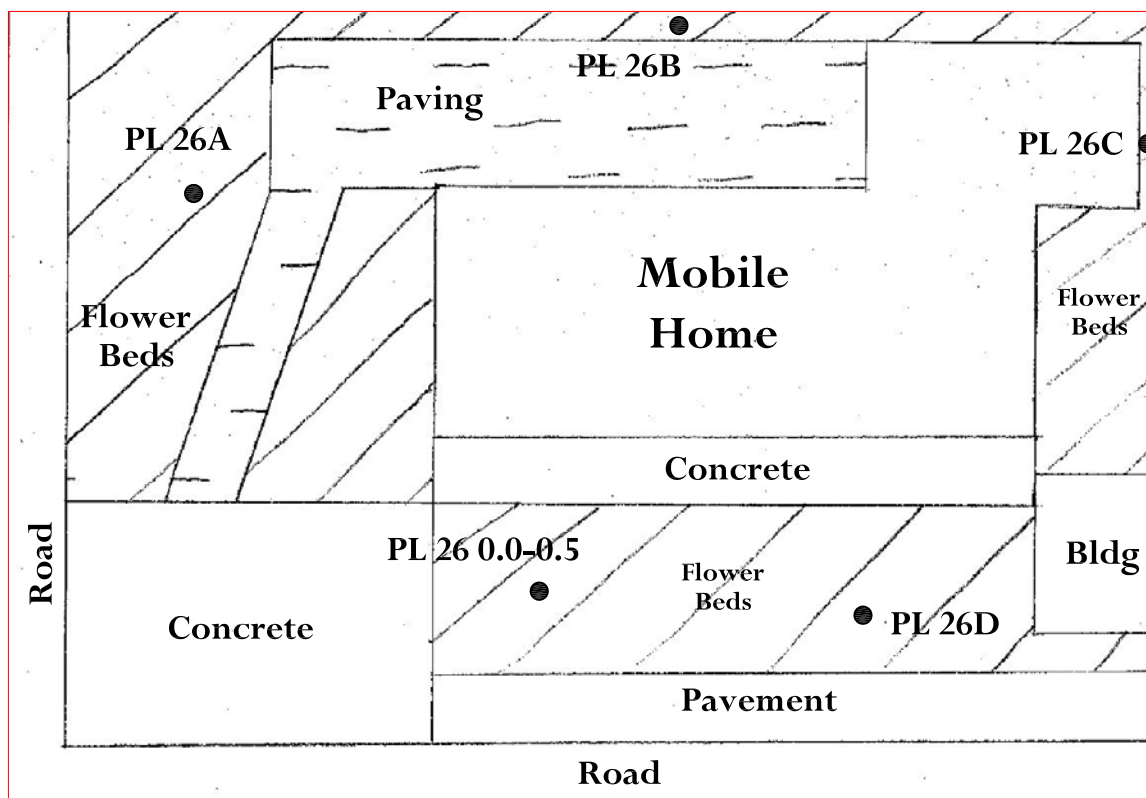 PL 26B
Paving
PL 26A
PL 26C
Mobile
Home
Flower
Beds
Flower
Beds
Concrete
PL 26 0.0-0.5
Flower
Beds
Bldg
Road
Concrete
PL 26D
Pavement
Road